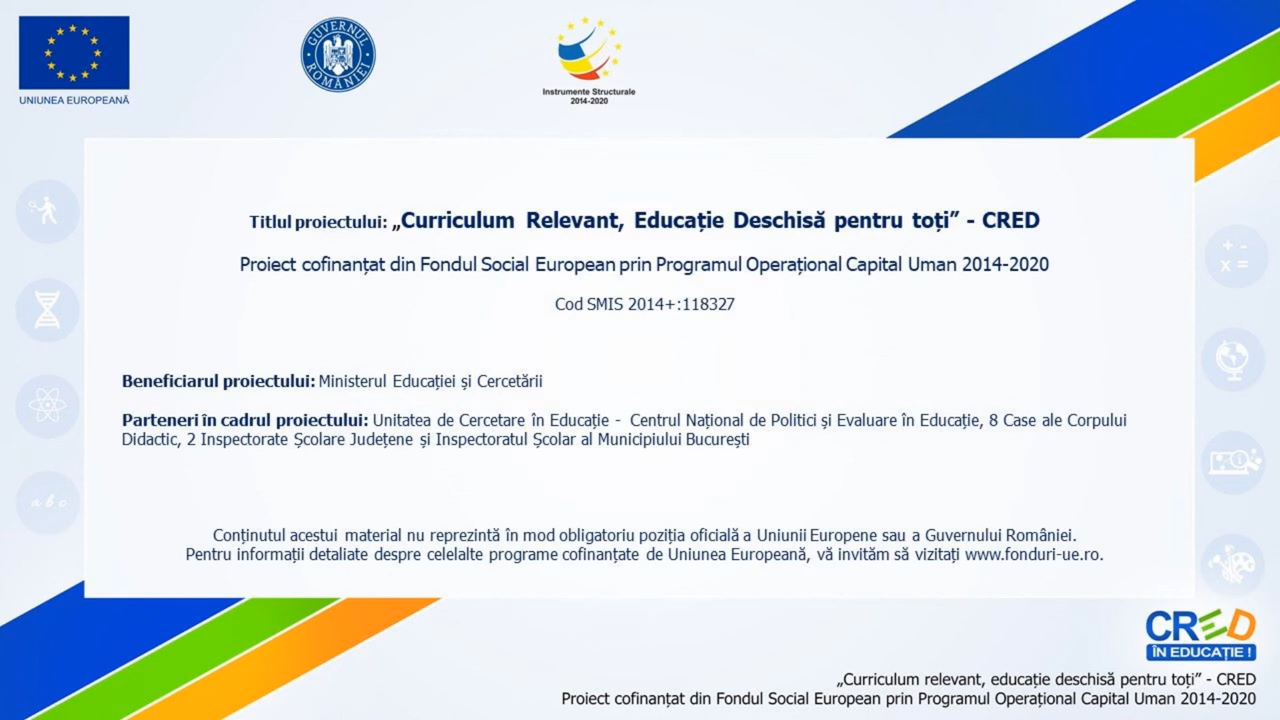 UNIUNEA EUROPEANĂ
GUVERNUL ROMÂNIEI
Instrumente Structurale
2014-2020
Titlul proiectului: „Curriculum Relevant, Educație Deschisă pentru toți” - CRED
Proiect cofinanțat din Fondul Social European prin Programul Operațional Capital Uman 2014-2020
Cod SMIS 2014+:118327
Beneficiarul proiectului: Ministerul Educației și Cercetării
Parteneri în cadrul proiectului: Unitatea de Cercetare în Educație - Centrul Național de Politici și Evaluare în Educație, 8 Case ale Corpului
Didactic, 2 Inspectorate Școlare Județene și Inspectoratul Școlar al Municipiului București
Conținutul acestui material nu reprezintă în mod obligatoriu poziția oficială a Uniunii Europene sau a Guvernului României.
Pentru informații detaliate despre celelalte programe cofinanțate de Uniunea Europeană, vă invităm să vizitați www.fonduri-ue.ro.
+ -
x =
a b c
CRED
ÎN EDUCAȚIE !
„Curriculum relevant, educație deschisă pentru toți” - CRED
Proiect cofinanțat din Fondul Social European prin Programul Operațional Capital Uman 2014-2020